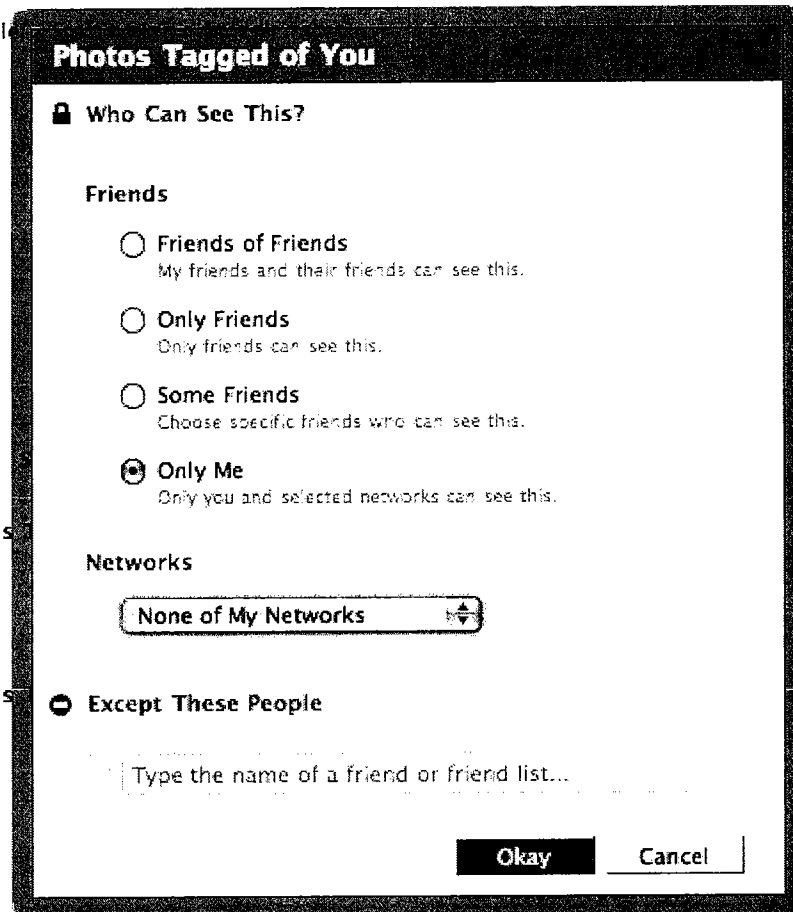 Photos Tagged of You
Who Can See This?
Friends
Friends of Friends
My friends and their friends can see this.
Only Friends
Only friends can see this.
Some Friends
Choose specific friends who can see this.
Only Me
Only you and selected networks can see this.
Networks
None of My Networks
Except These People
Type the name of a friend or friend list...
Okay
Cancel